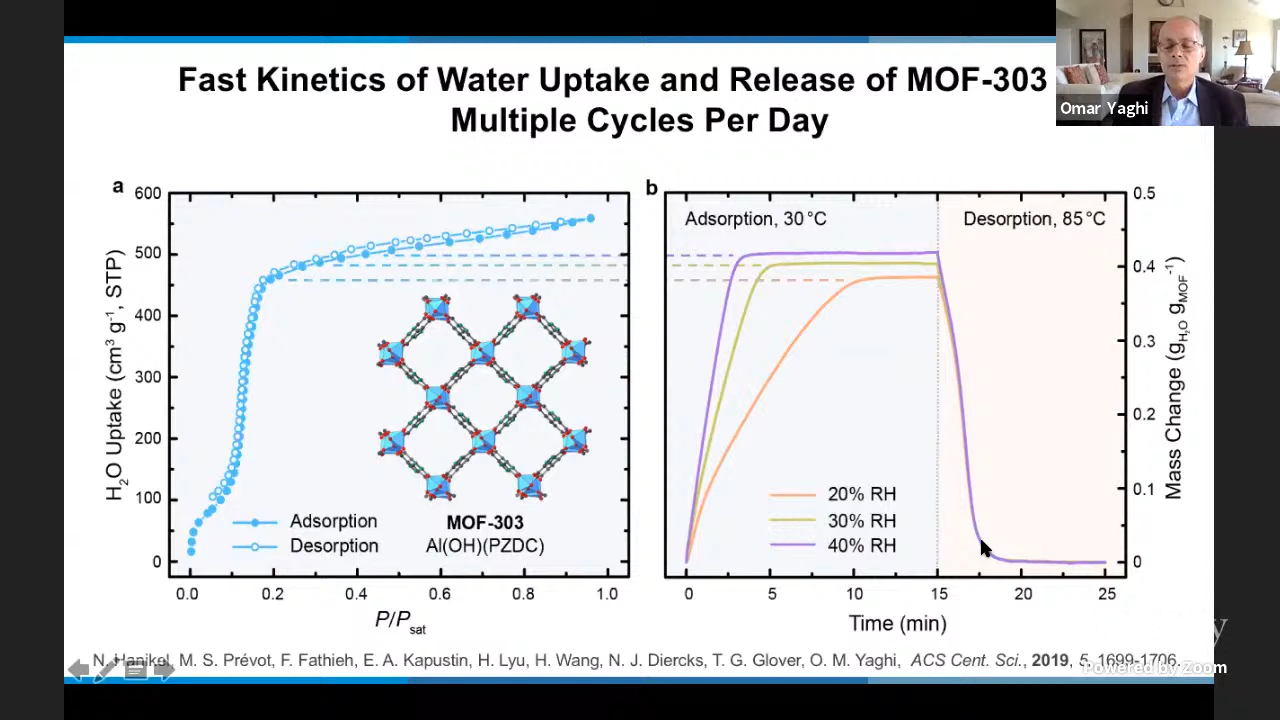 Fast Kinetics of Water Uptake and Release of MOF-303
Multiple Cycles Per Day
Omar Yaghi
a
600
500
400
300
200
100
0
H₂O Uptake (cm³ g⁻¹, STP)
Adsorption
Desorption
MOF-303
Al(OH)(PZDC)
0.0
0.2
0.4
0.6
0.8
1.0
P/Psat
b
Adsorption, 30 °C
Desorption, 85 °C
20% RH
30% RH
40% RH
0.5
0.4
0.3
0.2
0.1
0
Mass Change (gH₂O gMOF⁻¹)
0
5
10
15
20
25
Time (min)
N. Hanikel, M. S. Prévot, F. Fathieh, E. A. Kapustin, H. Lyu, H. Wang, N. J. Diercks, T. G. Glover, O. M. Yaghi, ACS Cent. Sci., 2019, 5, 1699-1706.
Powered by Zoom